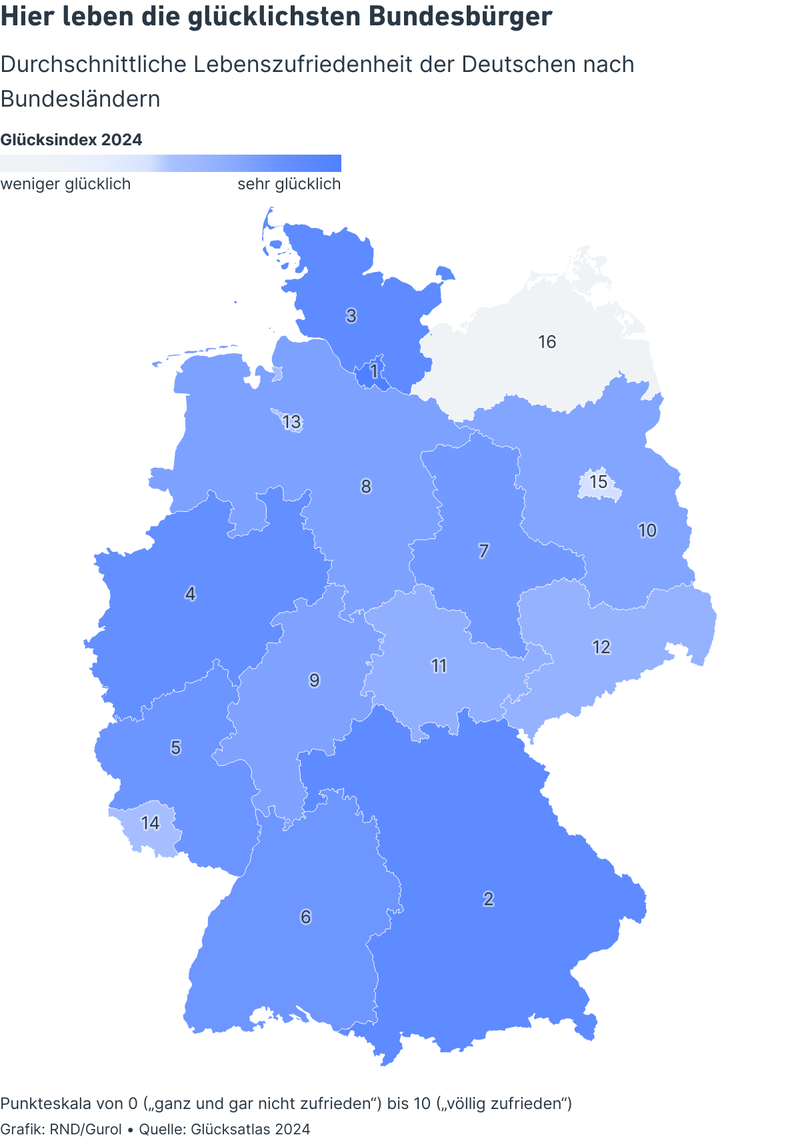 Hier leben die glücklichsten Bundesbürger
Durchschnittliche Lebenszufriedenheit der Deutschen nach
Bundesländern
Glücksindex 2024
weniger glücklich sehr glücklich
3
16
1
13
15
8
10
7
4
12
11
9
5
14
2
6
Punkteskala von 0 („ganz und gar nicht zufrieden“) bis 10 („völlig zufrieden“)
Grafik: RND/Gurol • Quelle: Glücksatlas 2024